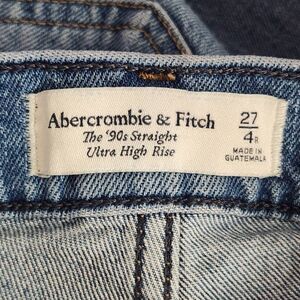 Abercrombie & Fitch
The '90s Straight
Ultra High Rise
27
4R
MADE IN
GUATEMALA